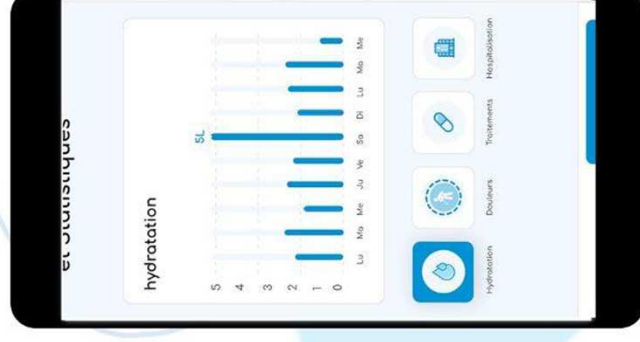 et Statistiques
hydratation
5L
5
4
3
2
1
0
Lu
Ma
Me
Ju
Ve
Sa
Di
Lu
Ma
Me
Hydratation
Douleurs
Traitements
Hospitalisation